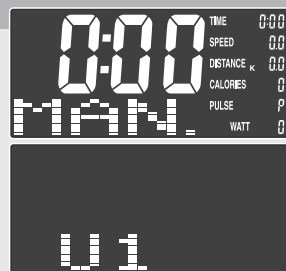 0:00
TIME 0:00
SPEED 0.0
DISTANCE K 0.0
CALORIES 0
PULSE P
WATT 0
MAN.
U1